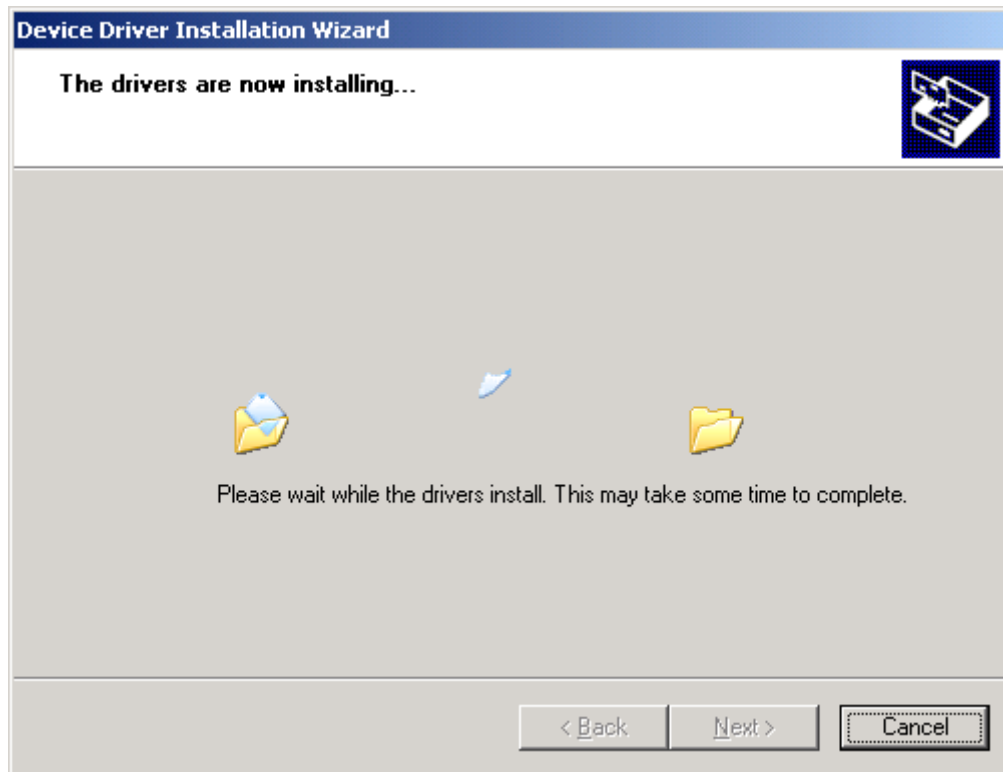 Device Driver Installation Wizard
The drivers are now installing...
Please wait while the drivers install. This may take some time to complete.
< Back
Next >
Cancel